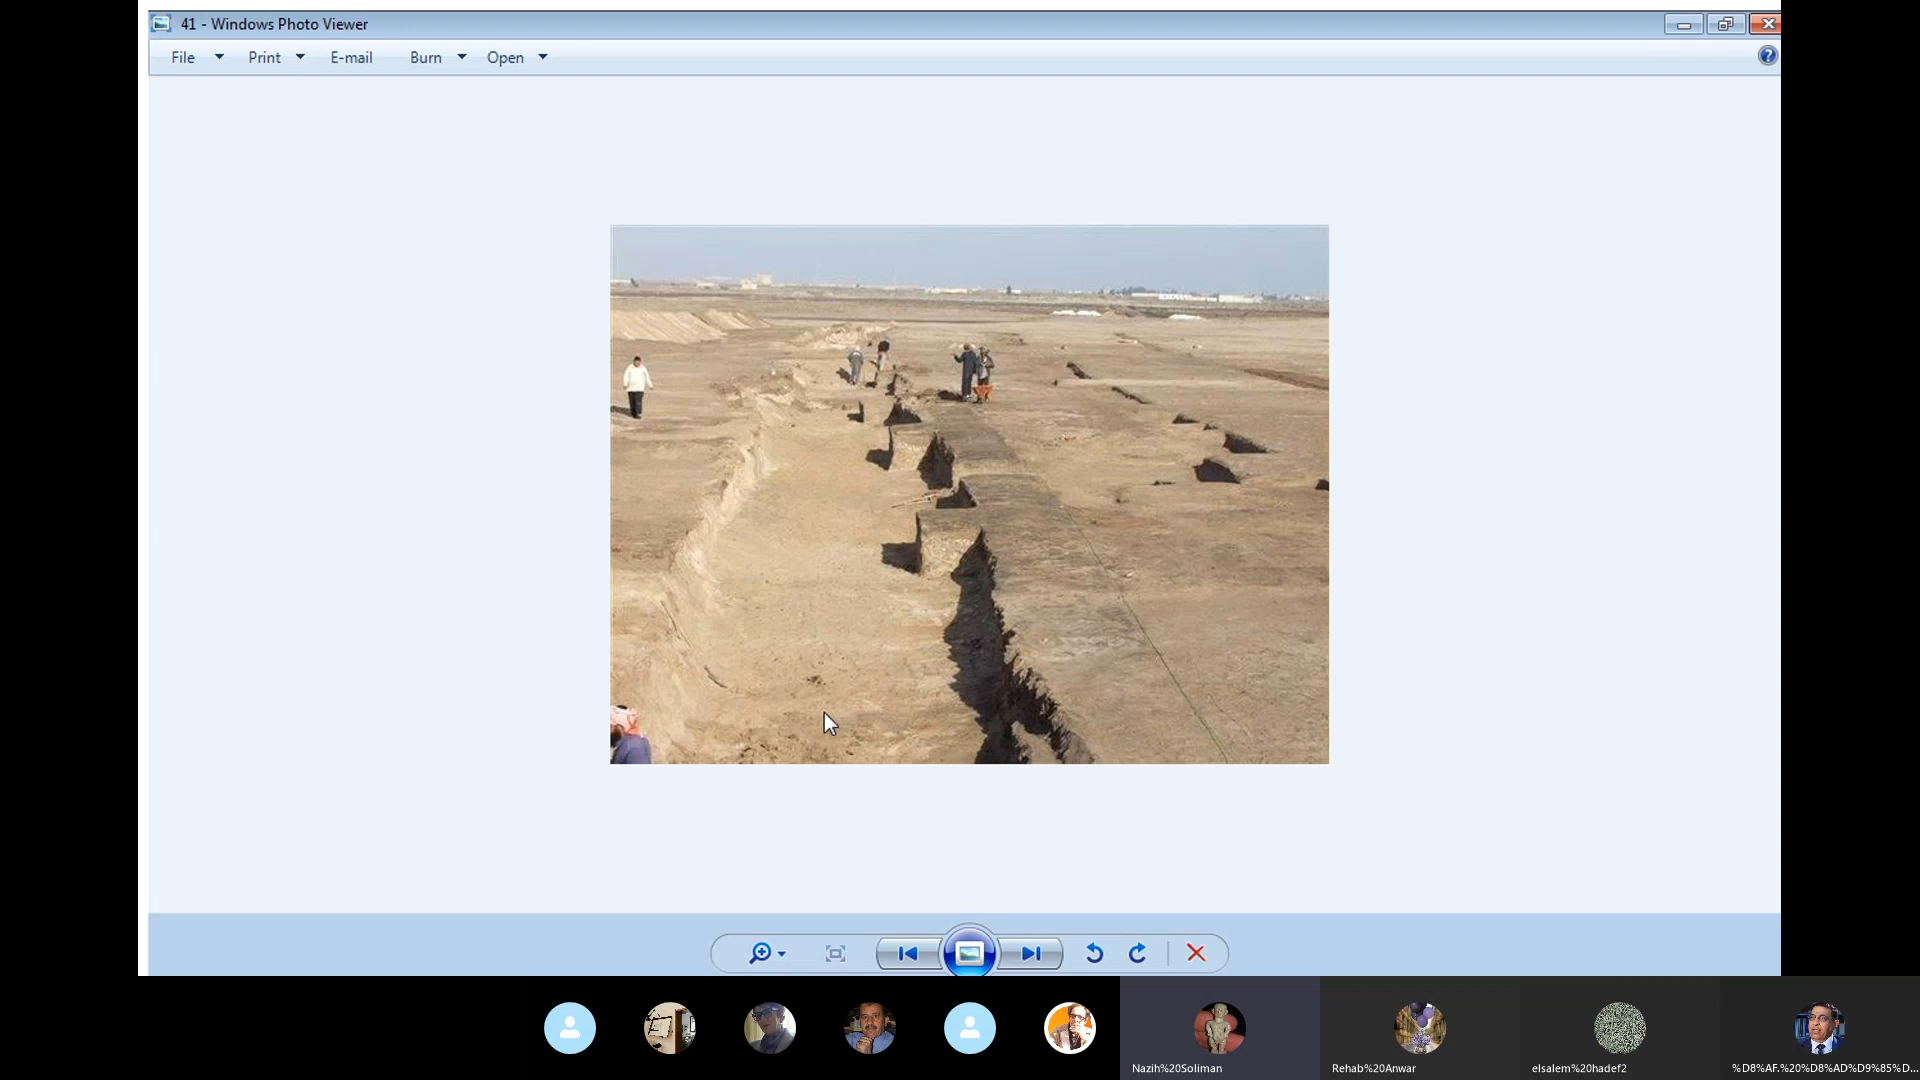 41 - Windows Photo Viewer
File Print E-mail Burn Open
Nazih%20Soliman
Rehab%20Anwar
elsalem%20hadef2
%D8%AF.%20%D8%AD%D9%85%D...